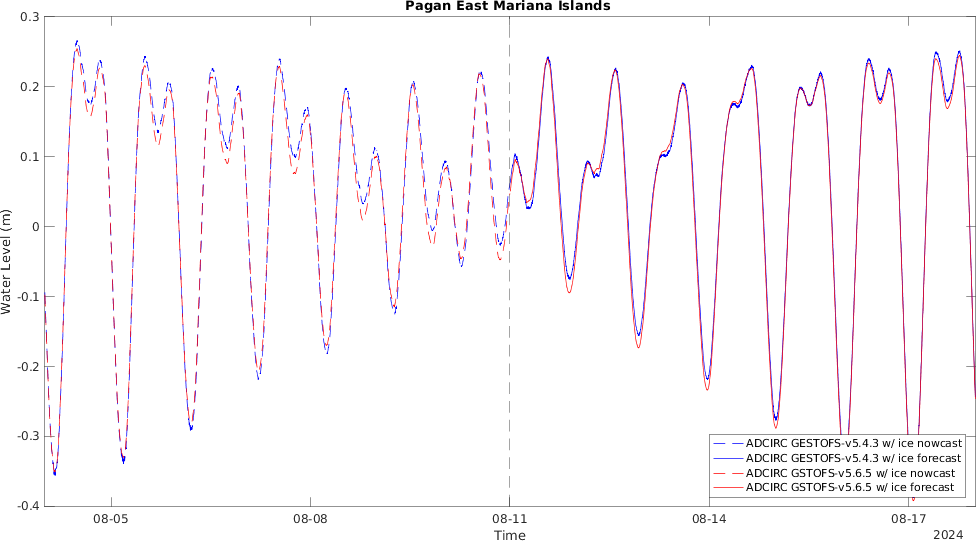 Pagan East Mariana Islands
Water Level (m)
0.3
0.2
0.1
0
-0.1
-0.2
-0.3
-0.4
ADCIRC GESTOFS-v5.4.3 w/ ice nowcast
ADCIRC GESTOFS-v5.4.3 w/ ice forecast
ADCIRC GSTOFS-v5.6.5 w/ ice nowcast
ADCIRC GSTOFS-v5.6.5 w/ ice forecast
08-05 08-08 08-11 08-14 08-17
Time
2024